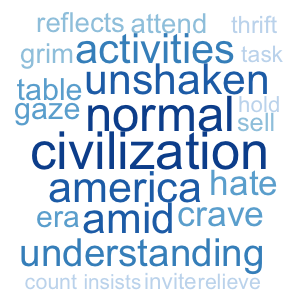 reflects attend thrift
grim activities task
table unshaken
gaze normal hold
sell
civilization
america hate
era amid crave
understanding
count insists invite relieve